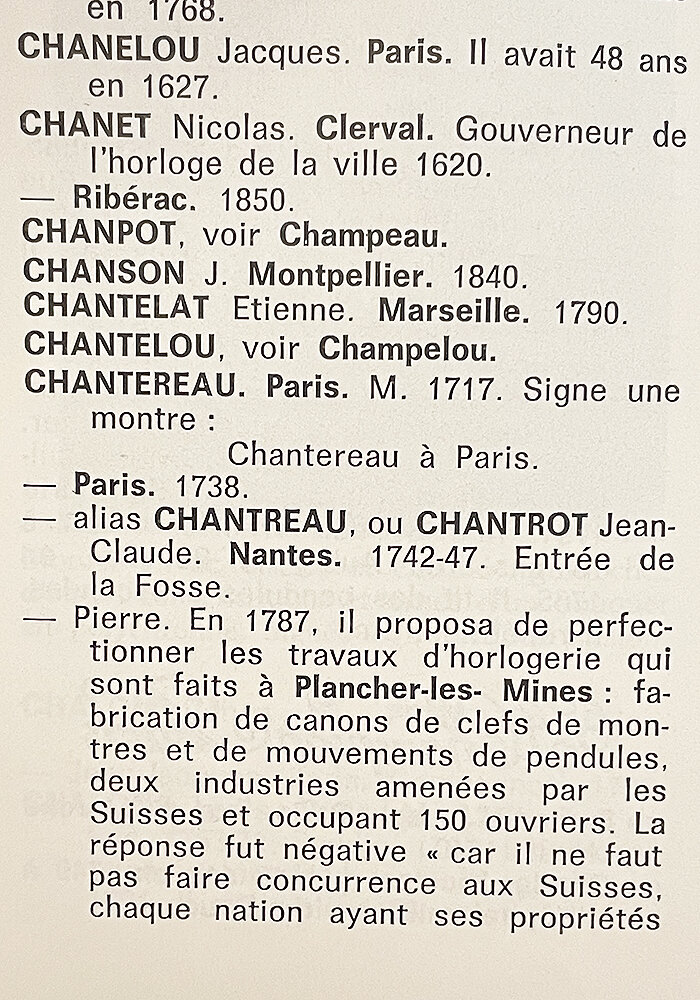 en 1768.
CHANELOU Jacques. Paris. Il avait 48 ans
en 1627.
CHANET Nicolas. Clerval. Gouverneur de
l'horloge de la ville 1620.
— Ribérac. 1850.
CHANPOT, voir Champeau.
CHANSON J. Montpellier. 1840.
CHANTELAT Etienne. Marseille. 1790.
CHANTELOU, voir Champelou.
CHANTEREAU. Paris. M. 1717. Signe une
montre :
Chantereau à Paris.
— Paris. 1738.
— alias CHANTREAU, ou CHANTROT Jean-
Claude. Nantes. 1742-47. Entrée de
la Fosse.
— Pierre. En 1787, il proposa de perfec-
tionner les travaux d'horlogerie qui
sont faits à Plancher-les- Mines : fa-
brication de canons de clefs de mon-
tres et de mouvements de pendules,
deux industries amenées par les
Suisses et occupant 150 ouvriers. La
réponse fut négative « car il ne faut
pas faire concurrence aux Suisses,
chaque nation ayant ses propriétés